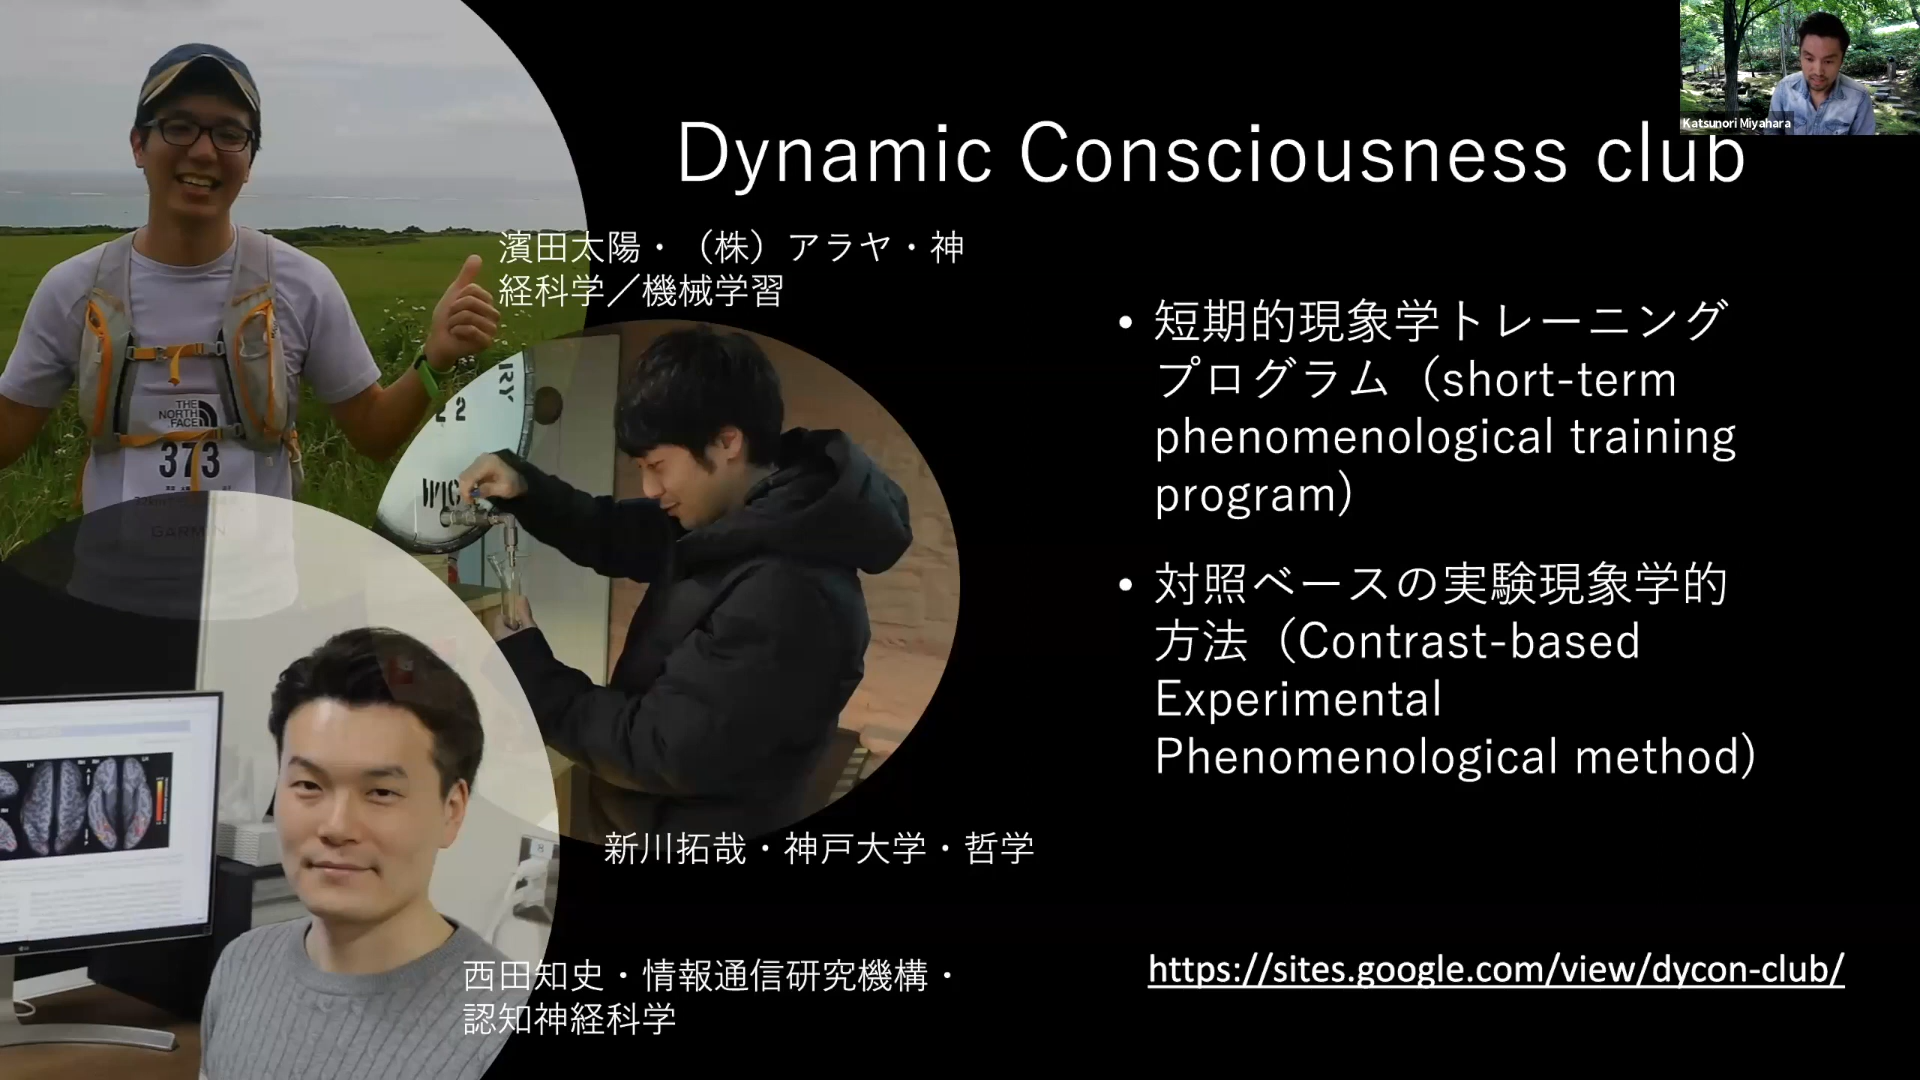 Katsunori Miyahara
Dynamic Consciousness club
濱田太陽・（株）アラヤ・神
経科学／機械学習
THE
NORTH
FACE
373
GARMIN
新川拓哉・神戸大学・哲学
西田知史・情報通信研究機構・
認知神経科学
• 短期的現象学トレーニング
プログラム（short-term
phenomenological training
program）
• 対照ベースの実験現象学的
方法（Contrast-based
Experimental
Phenomenological method）
https://sites.google.com/view/dycon-club/